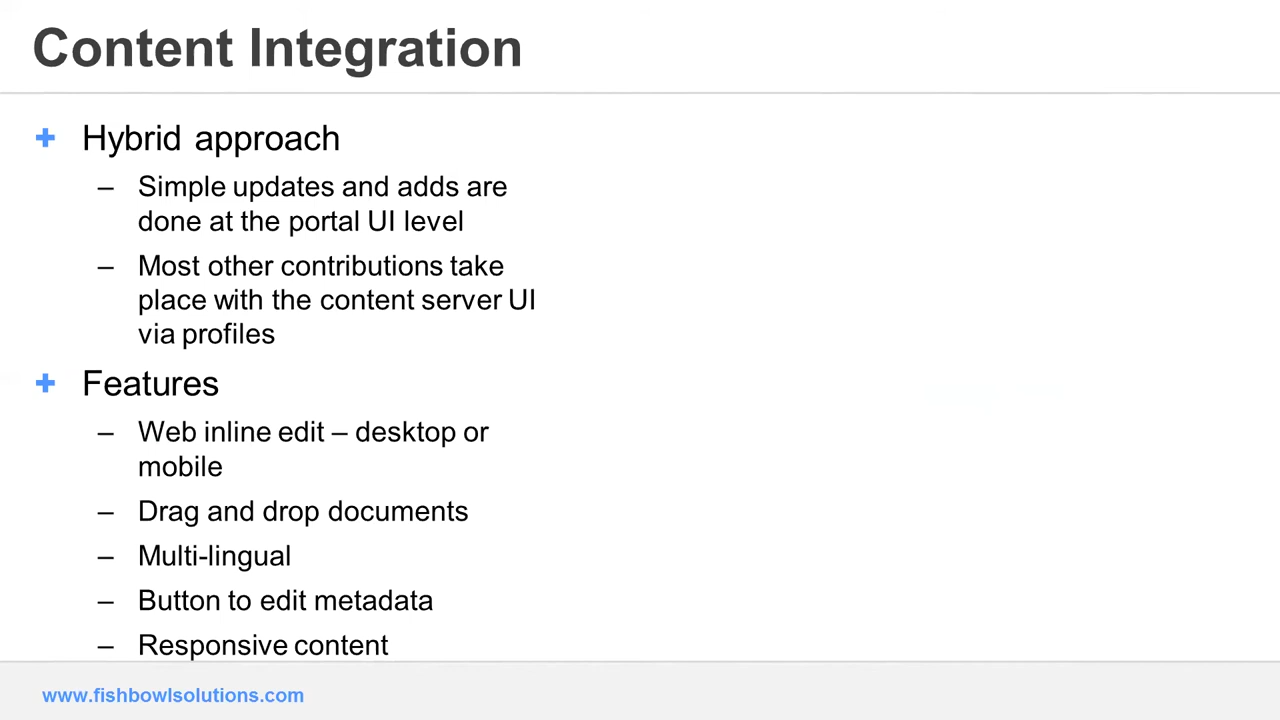 Content Integration
+ Hybrid approach
– Simple updates and adds are
done at the portal UI level
– Most other contributions take
place with the content server UI
via profiles
+ Features
– Web inline edit – desktop or
mobile
– Drag and drop documents
– Multi-lingual
– Button to edit metadata
– Responsive content
www.fishbowlsolutions.com